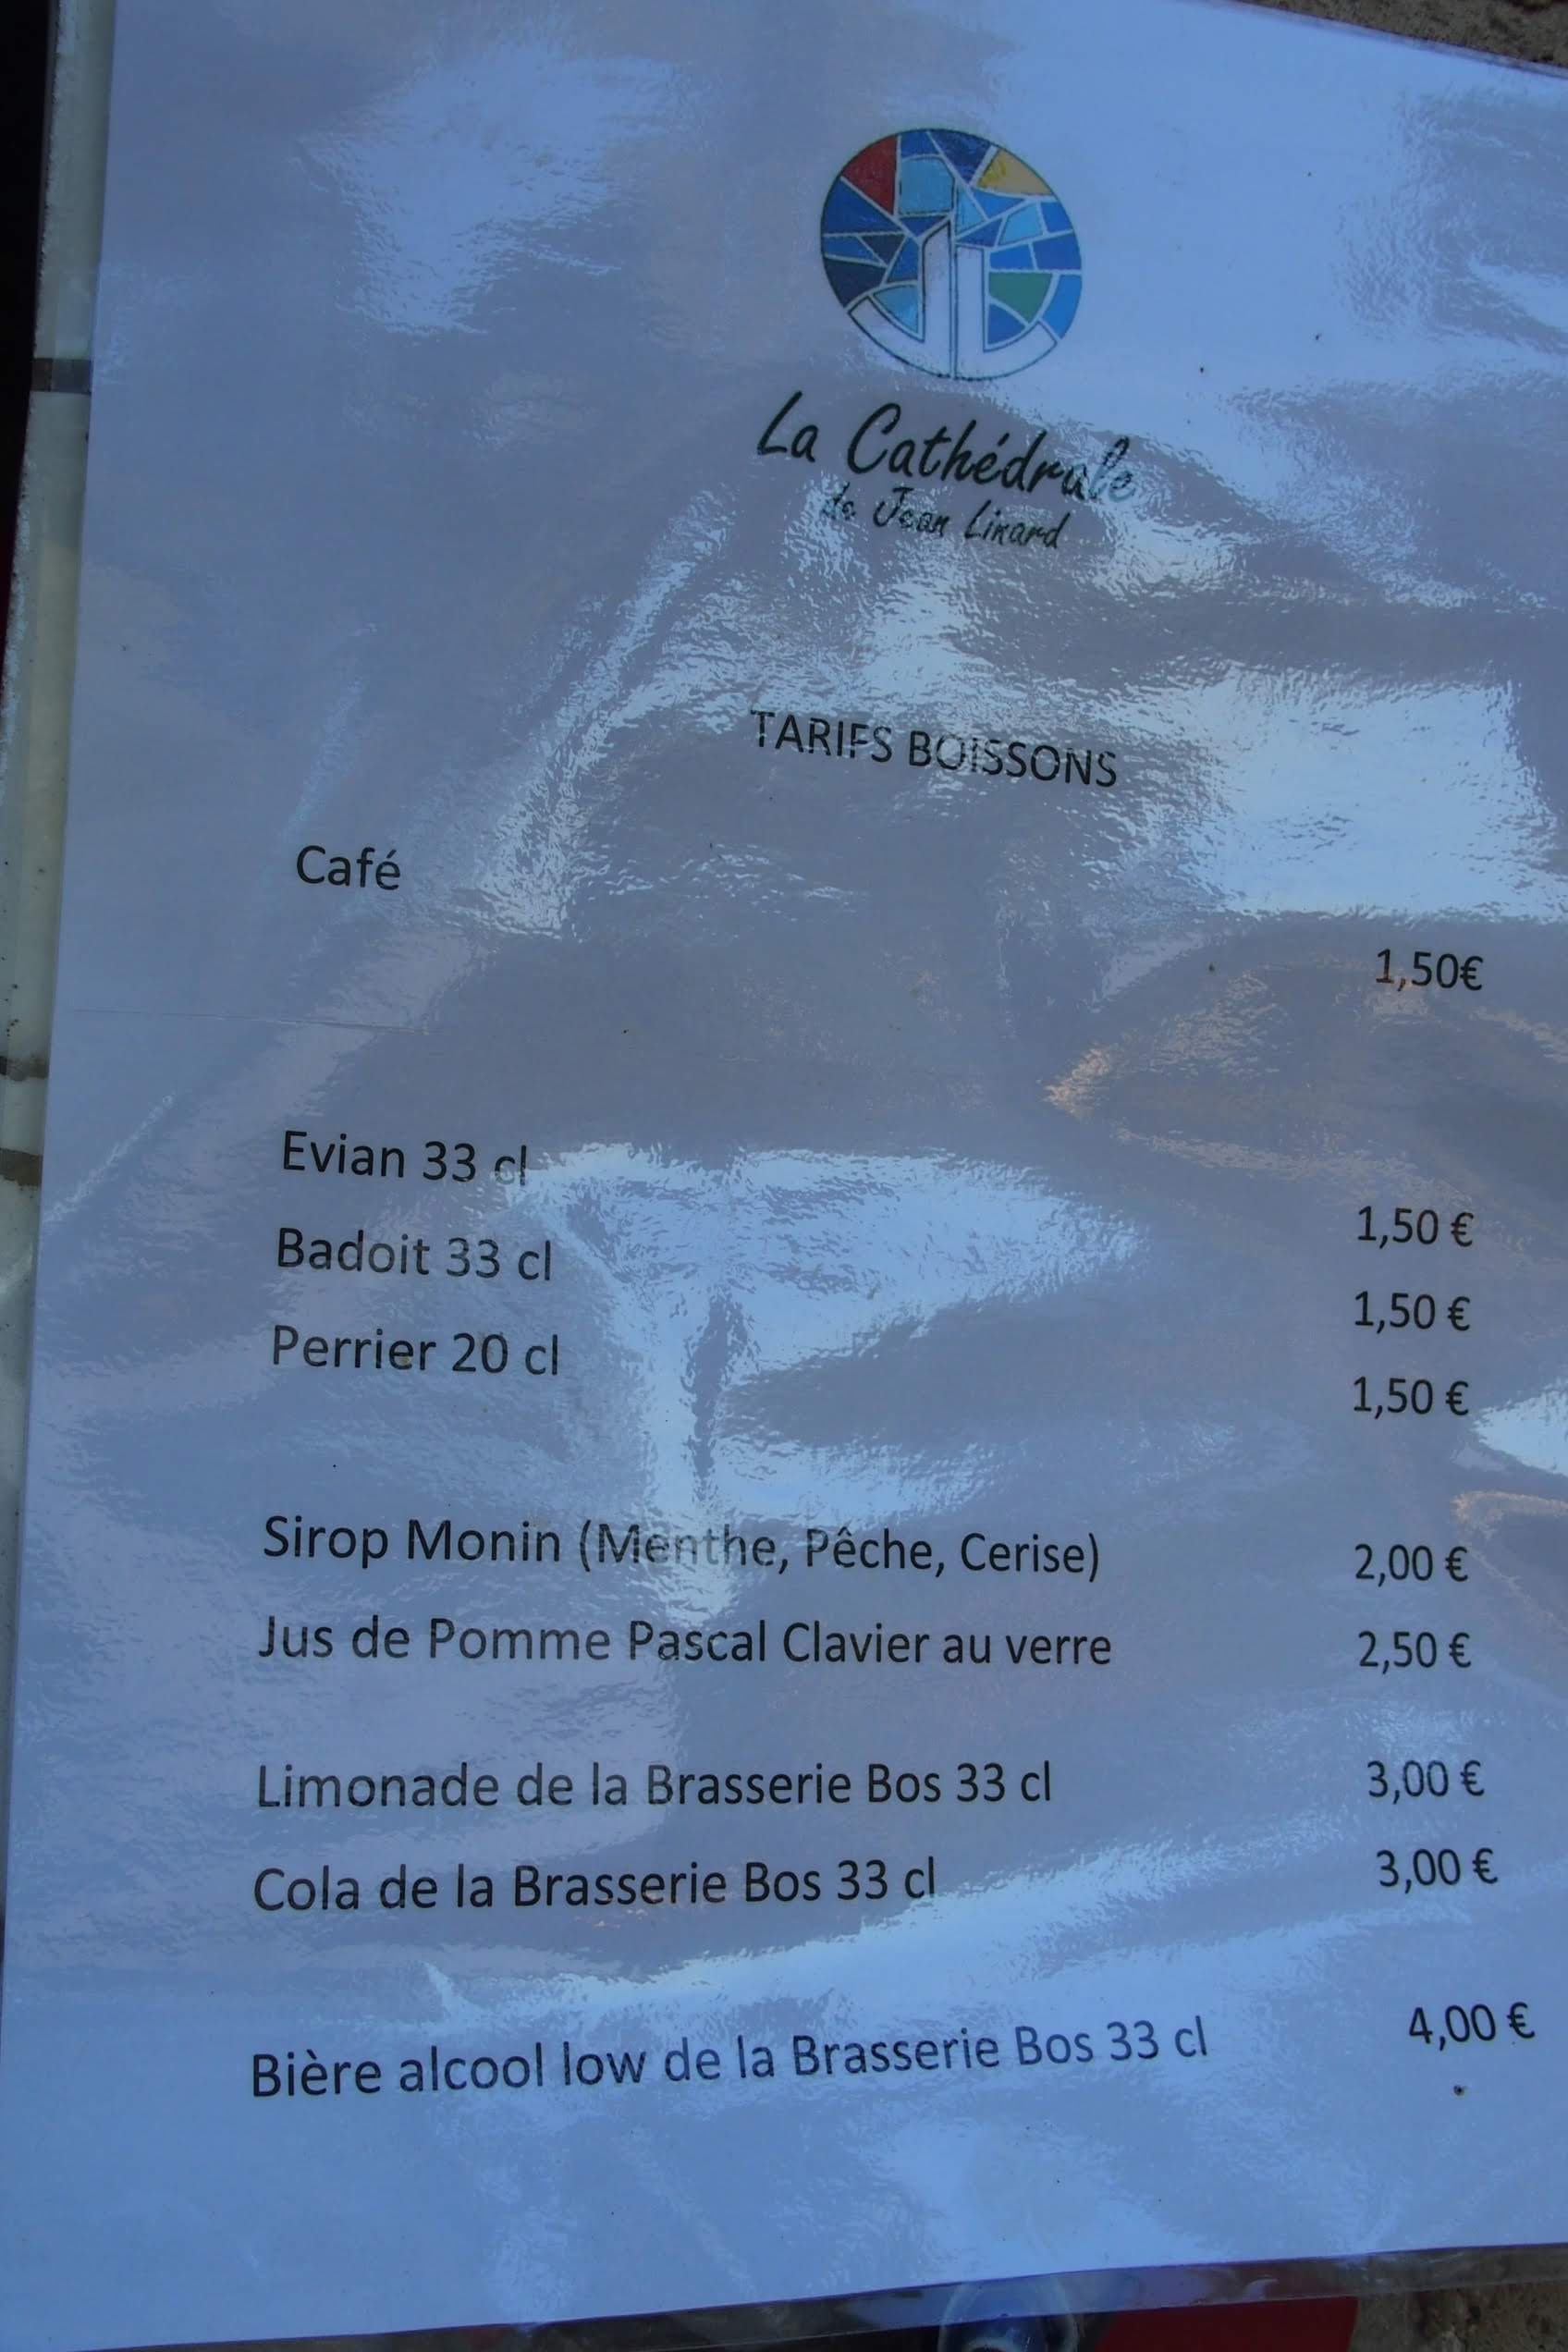 La Cathédrale
de Jean Linard
TARIFS BOISSONS
Café 1,50€
Evian 33 cl 1,50 €
Badoit 33 cl 1,50 €
Perrier 20 cl 1,50 €
Sirop Monin (Menthe, Pêche, Cerise) 2,00 €
Jus de Pomme Pascal Clavier au verre 2,50 €
Limonade de la Brasserie Bos 33 cl 3,00 €
Cola de la Brasserie Bos 33 cl 3,00 €
Bière alcool low de la Brasserie Bos 33 cl 4,00 €